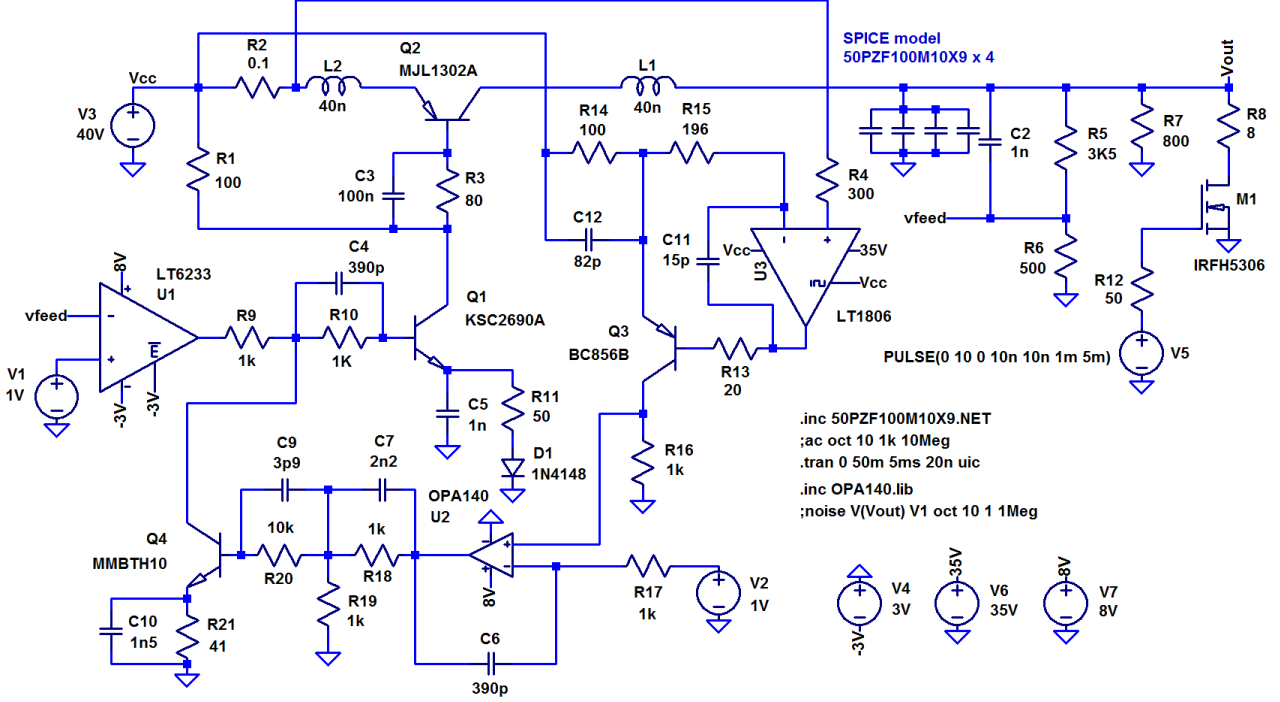 SPICE model
50PZF100M10X9 x 4
Vout
R2
0.1
Q2
MJL1302A
L2
40n
L1
40n
Vcc
V3
40V
R1
100
C3
100n
R3
80
R14
100
R15
196
R4
300
C2
1n
R5
3K5
R7
800
R8
8
M1
IRFH5306
vfeed
R6
500
R12
50
V5
PULSE(0 10 0 10n 10n 1m 5m)
C12
82p
C11
15p
Vcc
U3
35V
Vcc
LT1806
8V
LT6233
U1
C4
390p
vfeed
E
R9
1k
R10
1K
Q1
KSC2690A
V1
1V
-3V
-3V
Q3
BC856B
R13
20
C5
1n
R11
50
D1
1N4148
R16
1k
.inc 50PZF100M10X9.NET
;ac oct 10 1k 10Meg
.tran 0 50m 5ms 20n uic
.inc OPA140.lib
;noise V(Vout) V1 oct 10 1 1Meg
C9
3p9
C7
2n2
OPA140
U2
Q4
MMBTH10
10k
R20
1k
R18
R19
1k
8V
R17
1k
V2
1V
C10
1n5
R21
41
C6
390p
V4
3V
-3V
35V
V6
35V
8V
V7
8V